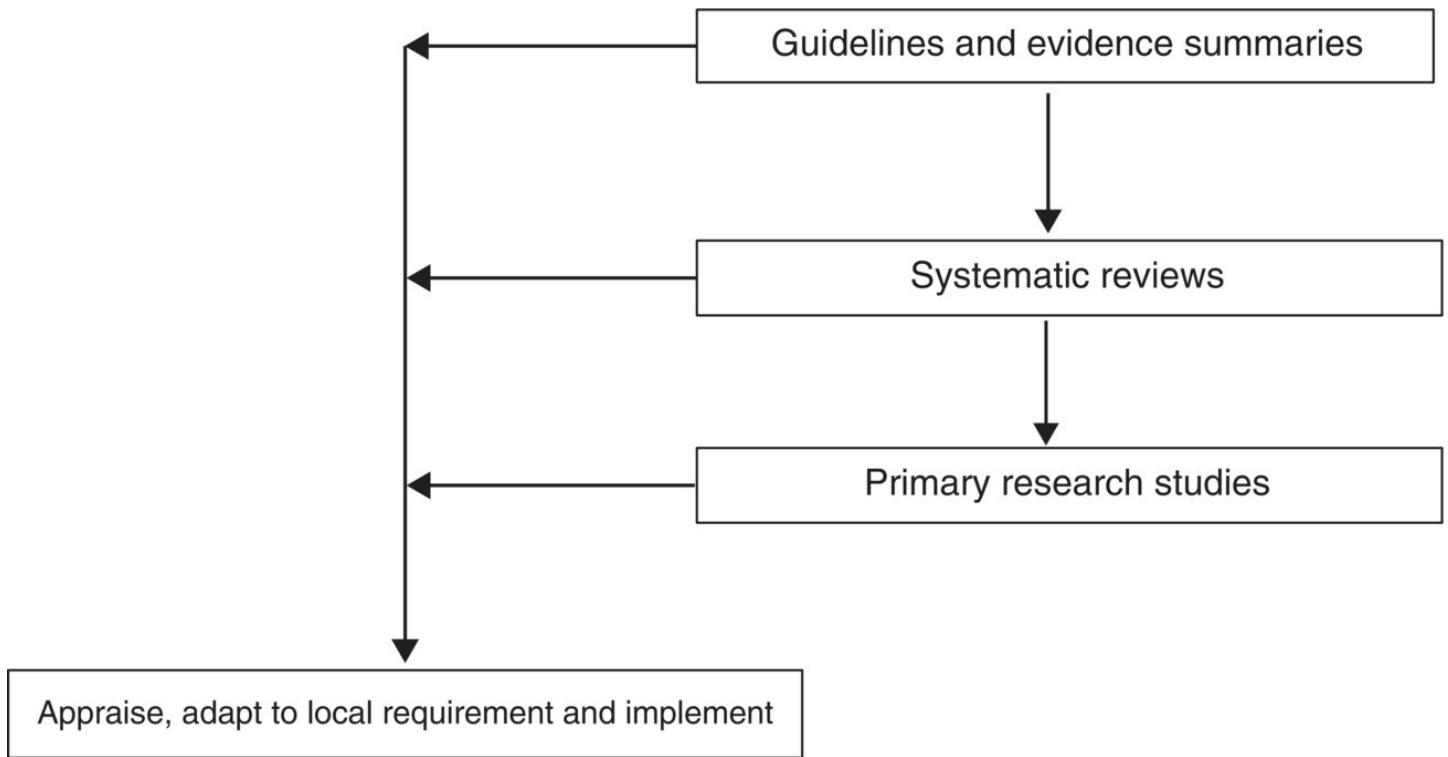 Guidelines and evidence summaries
Systematic reviews
Primary research studies
Appraise, adapt to local requirement and implement